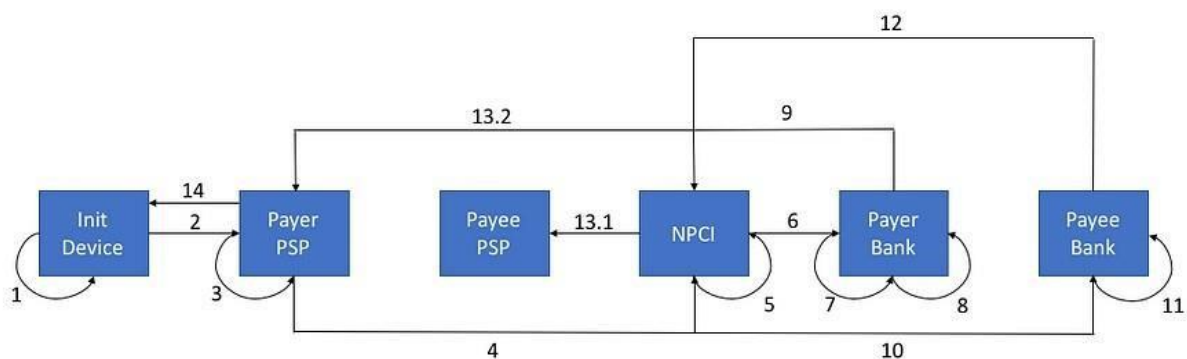 12
13.2
9
14
2
Init
Device
Payer
PSP
Payee
PSP
13.1
NPCI
6
Payer
Bank
Payee
Bank
1
3
5
7
8
11
4
10